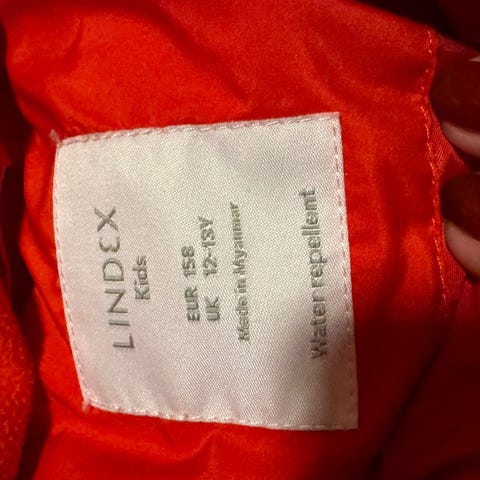 LINDEX
Kids
EUR 158
UK 12-13Y
Made in Myanmar
Water repellent